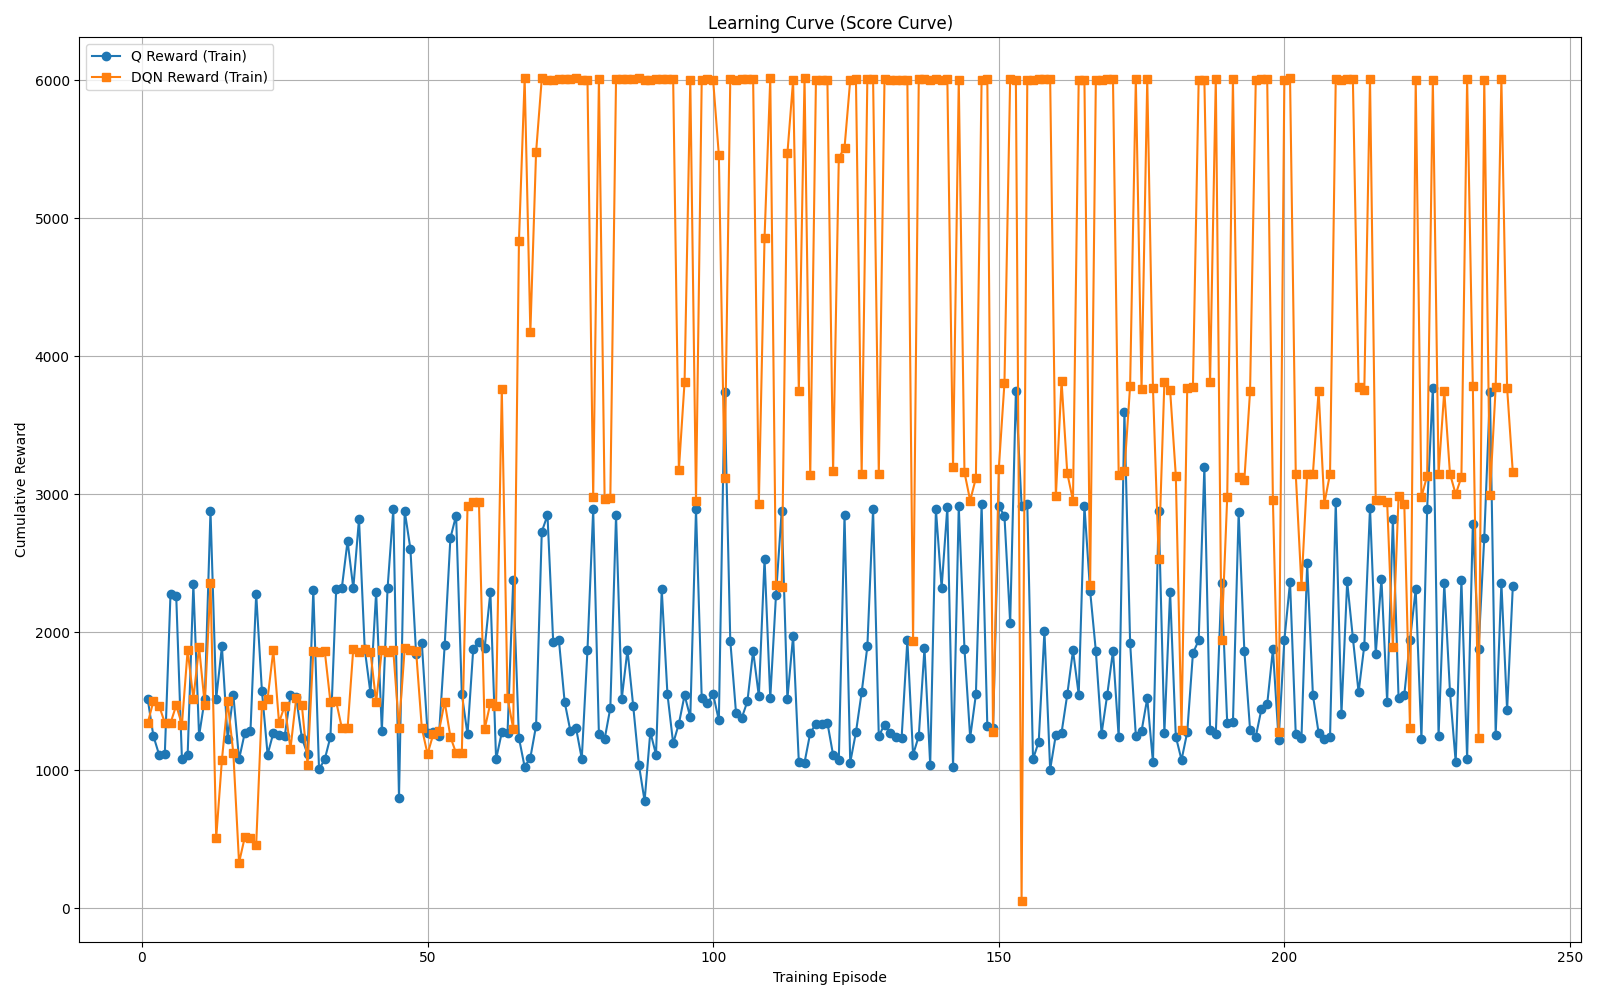 Learning Curve (Score Curve)
Q Reward (Train)
DQN Reward (Train)
6000
5000
4000
3000
2000
1000
0
Cumulative Reward
0 50 100 150 200 250
Training Episode